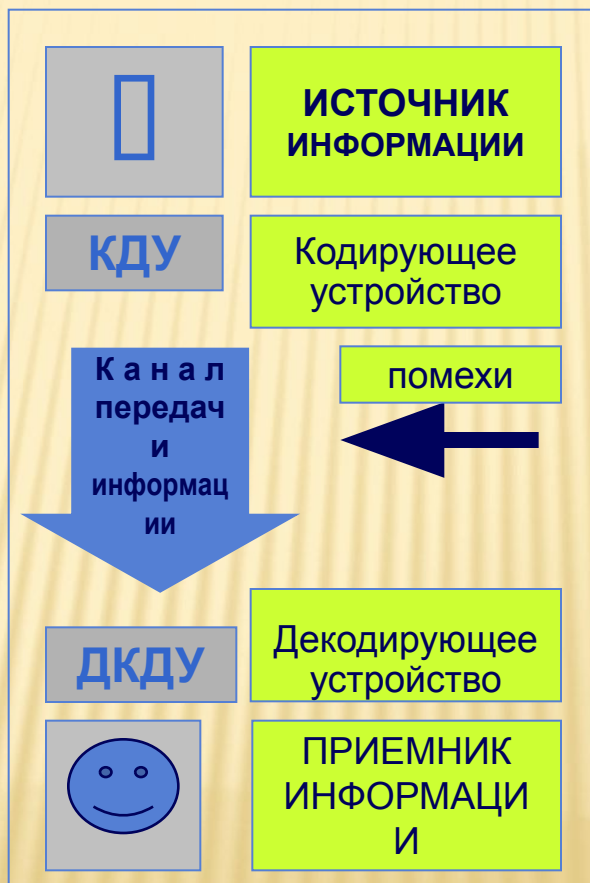 ИСТОЧНИК
ИНФОРМАЦИИ
КДУ
Кодирующее
устройство
К а н а л
передач
и
информац
ии
помехи
ДКДУ
Декодирующее
устройство
ПРИЕМНИК
ИНФОРМАЦИ
И